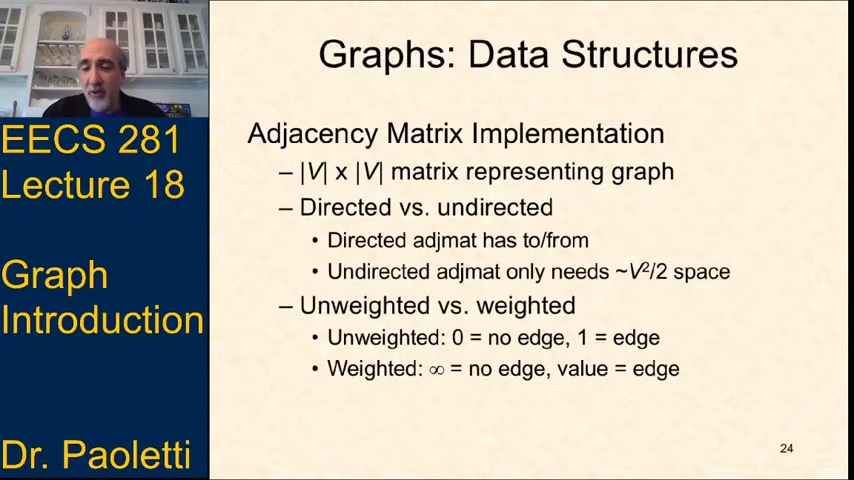 EECS 281
Lecture 18
Graph
Introduction
Dr. Paoletti
Graphs: Data Structures
Adjacency Matrix Implementation
– |V| x |V| matrix representing graph
– Directed vs. undirected
• Directed adjmat has to/from
• Undirected adjmat only needs ~V²/2 space
– Unweighted vs. weighted
• Unweighted: 0 = no edge, 1 = edge
• Weighted: ∞ = no edge, value = edge
24